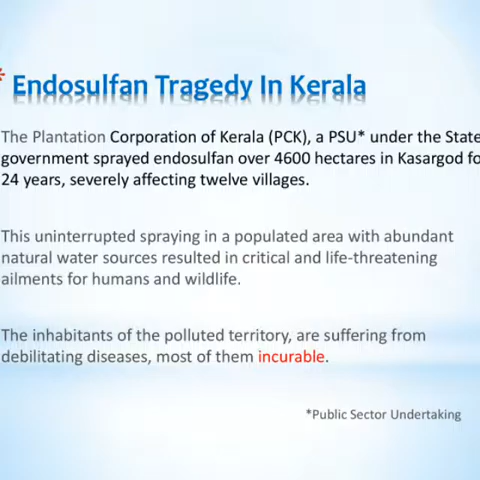 * Endosulfan Tragedy In Kerala
The Plantation Corporation of Kerala (PCK), a PSU* under the State
government sprayed endosulfan over 4600 hectares in Kasargod fo
24 years, severely affecting twelve villages.
This uninterrupted spraying in a populated area with abundant
natural water sources resulted in critical and life-threatening
ailments for humans and wildlife.
The inhabitants of the polluted territory, are suffering from
debilitating diseases, most of them incurable.
*Public Sector Undertaking